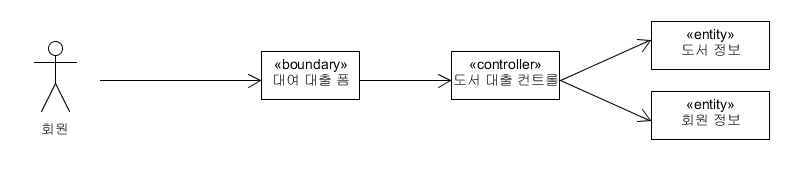 회원
«boundary»
대여 대출 폼
«controller»
도서 대출 컨트롤
«entity»
도서 정보
«entity»
회원 정보